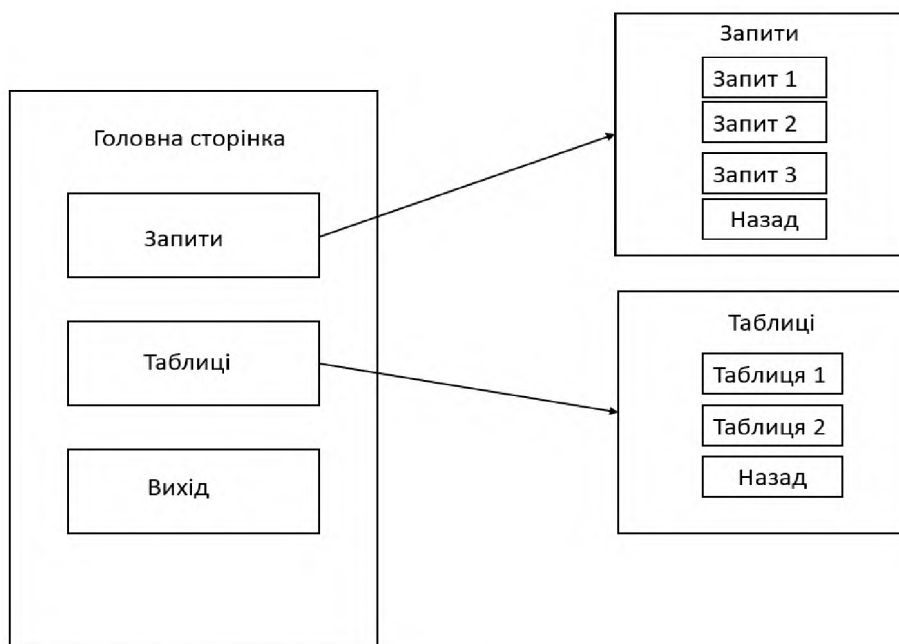 Головна сторінка
Запити
Таблиці
Вихід
Запити
Запит 1
Запит 2
Запит 3
Назад
Таблиці
Таблиця 1
Таблиця 2
Назад